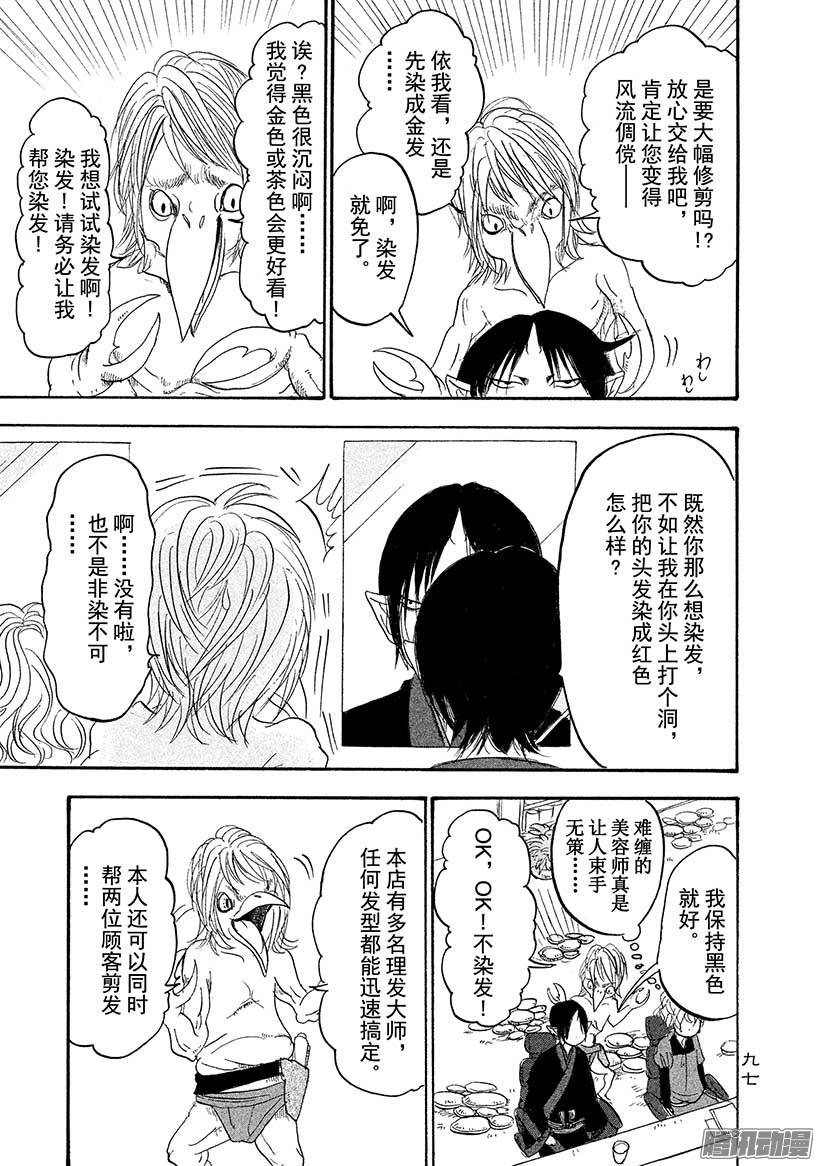 是要大幅修剪吗!?
放心交给我吧，
肯定让您变得
风流倜傥——
依我看，还是
先染成金发
……
啊，染发
就免了。
わし
わし
诶？黑色很沉闷啊……
我觉得金色或茶色会更好看！
我想试试染发啊！
染发！请务必让我
帮您染发！
既然你那么想染发，
不如让我在你头上打个洞，
把你的头发染成红色
怎么样？
啊……没有啦，
也不是非染不可
……
我保持黑色
就好。
难缠的
美容师真是
让人束手
无策……
OK，OK！不染发！
本店有多名理发大师，
任何发型都能迅速搞定。
本人还可以同时
帮两位顾客剪发
……
九七
腾讯动漫